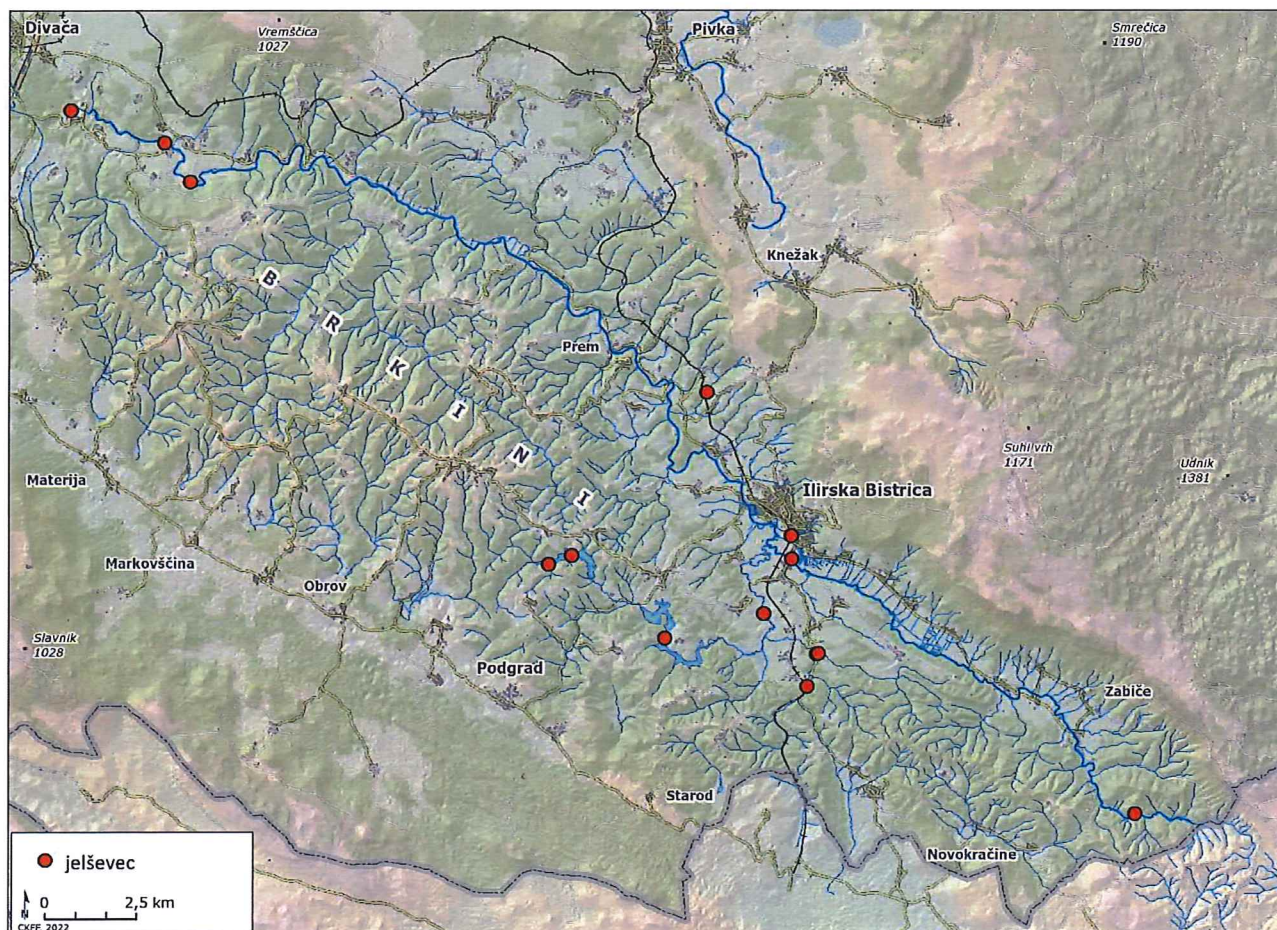 Divača
Vremščica
1027
Pivka
Smrečica
1190
Knežak
B
R
K
I
N
I
Prem
Suhi vrh
1171
Udnik
1381
Materija
Ilirska Bistrica
Markovščina
Obrov
Slavnik
1028
Podgrad
Zabiče
Starod
Novokračine
jelševec
N
0 2,5 km
CKFF, 2022